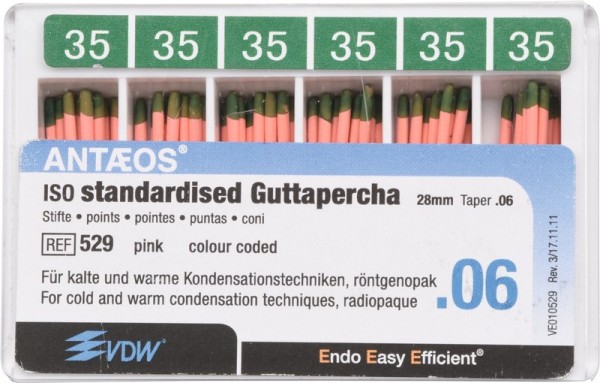 35 35 35 35 35 35
ANTÆOS®
ISO standardised Guttapercha 28mm Taper .06
Stifte • points • pointes • puntas • coni
REF 529 pink colour coded
Für kalte und warme Kondensationstechniken, röntgenopak
For cold and warm condensation techniques, radiopaque
.06
VE010529 Rev. 3/17.11.11
VDW®
Endo Easy Efficient®